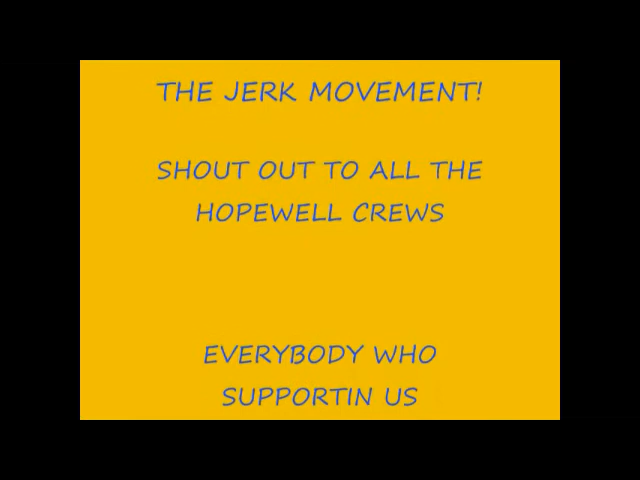 THE JERK MOVEMENT!
SHOUT OUT TO ALL THE
HOPEWELL CREWS
EVERYBODY WHO
SUPPORTIN US